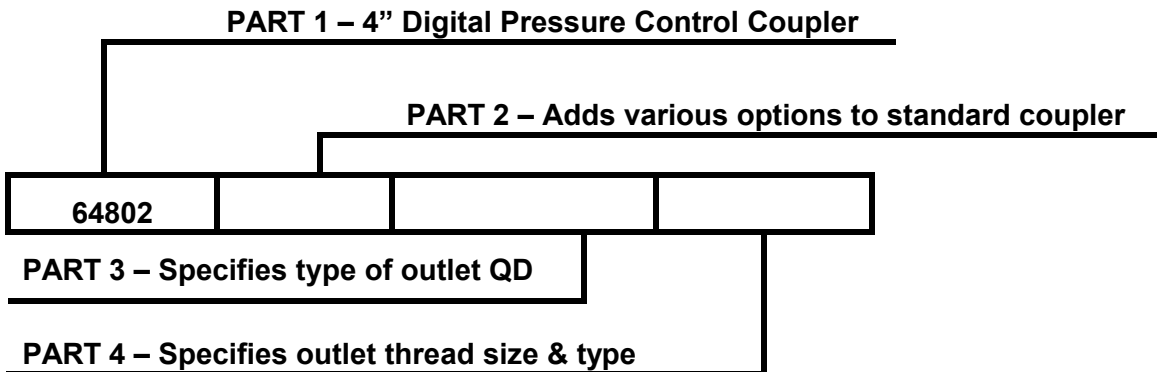 PART 1 – 4” Digital Pressure Control Coupler
PART 2 – Adds various options to standard coupler
64802
PART 3 – Specifies type of outlet QD
PART 4 – Specifies outlet thread size & type